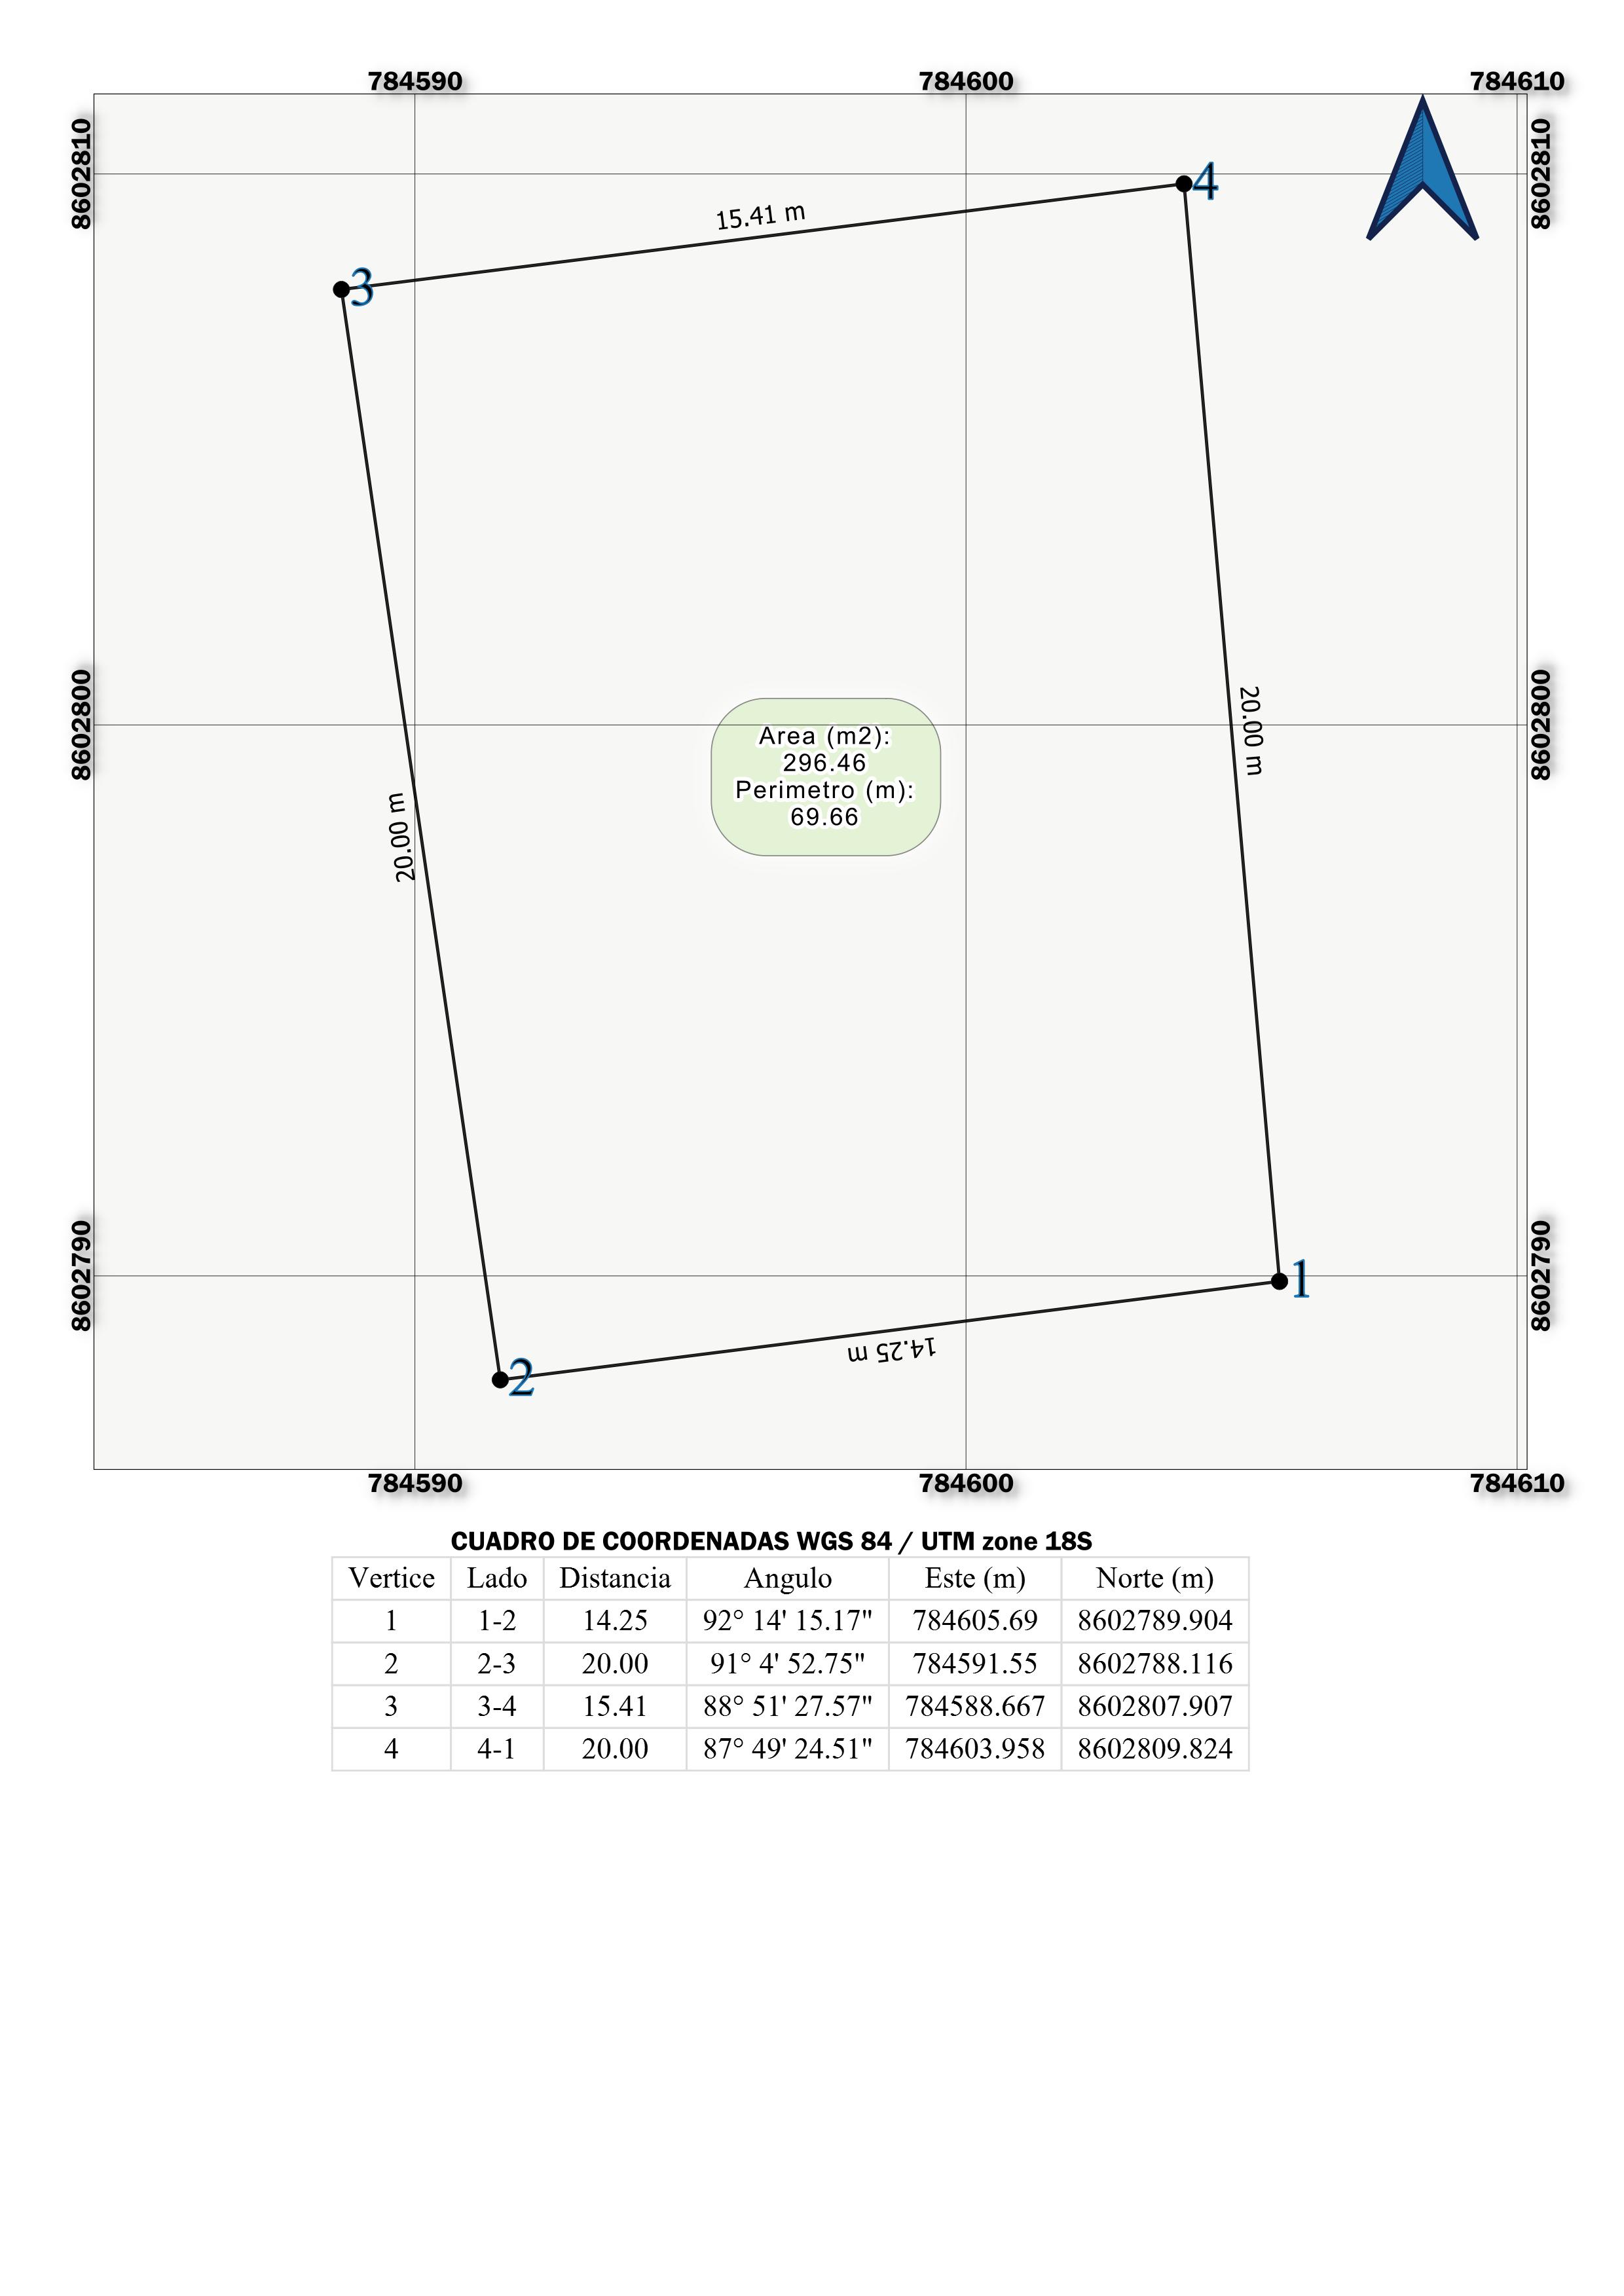 784590 784600 784610
8602810 8602810
4
15.41 m
3
8602800 8602800
20.00 m
Area (m2):
296.46
Perimetro (m):
69.66
20.00 m
8602790 8602790
1
14.25 m
2
784590 784600 784610
CUADRO DE COORDENADAS WGS 84 / UTM zone 18S
Vertice Lado Distancia Angulo Este (m) Norte (m)
1 1-2 14.25 92° 14' 15.17" 784605.69 8602789.904
2 2-3 20.00 91° 4' 52.75" 784591.55 8602788.116
3 3-4 15.41 88° 51' 27.57" 784588.667 8602807.907
4 4-1 20.00 87° 49' 24.51" 784603.958 8602809.824